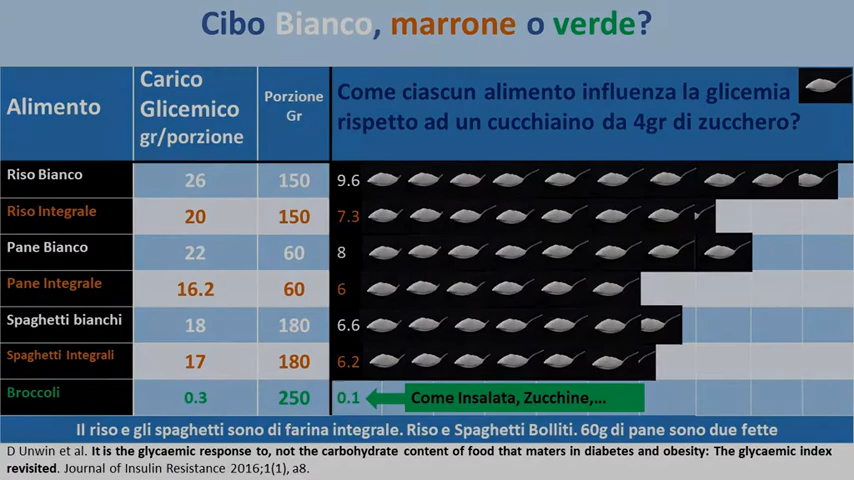 Cibo Bianco, marrone o verde?
Alimento
Carico
Glicemico
gr/porzione
Porzione
Gr
Come ciascun alimento influenza la glicemia
rispetto ad un cucchiaino da 4gr di zucchero?
Riso Bianco 26 150 9.6
Riso Integrale 20 150 7.3
Pane Bianco 22 60 8
Pane Integrale 16.2 60 6
Spaghetti bianchi 18 180 6.6
Spaghetti Integrali 17 180 6.2
Broccoli 0.3 250 0.1 Come Insalata, Zucchine,...
Il riso e gli spaghetti sono di farina integrale. Riso e Spaghetti Bolliti. 60g di pane sono due fette
D Unwin et al. It is the glycaemic response to, not the carbohydrate content of food that maters in diabetes and obesity: The glycaemic index
revisited. Journal of Insulin Resistance 2016;1(1), a8.